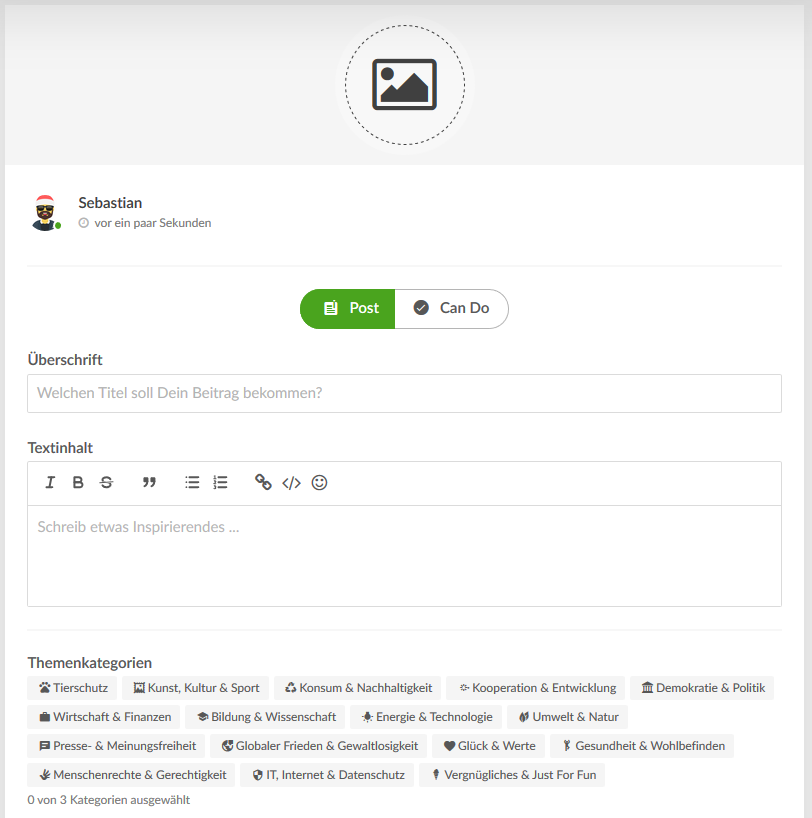 Sebastian
vor ein paar Sekunden
Post Can Do
Überschrift
Welchen Titel soll Dein Beitrag bekommen?
Textinhalt
Schreib etwas Inspirierendes ...
Themenkategorien
Tierschutz Kunst, Kultur & Sport Konsum & Nachhaltigkeit Kooperation & Entwicklung Demokratie & Politik
Wirtschaft & Finanzen Bildung & Wissenschaft Energie & Technologie Umwelt & Natur
Presse- & Meinungsfreiheit Globaler Frieden & Gewaltlosigkeit Glück & Werte Gesundheit & Wohlbefinden
Menschenrechte & Gerechtigkeit IT, Internet & Datenschutz Vergnügliches & Just For Fun
0 von 3 Kategorien ausgewählt